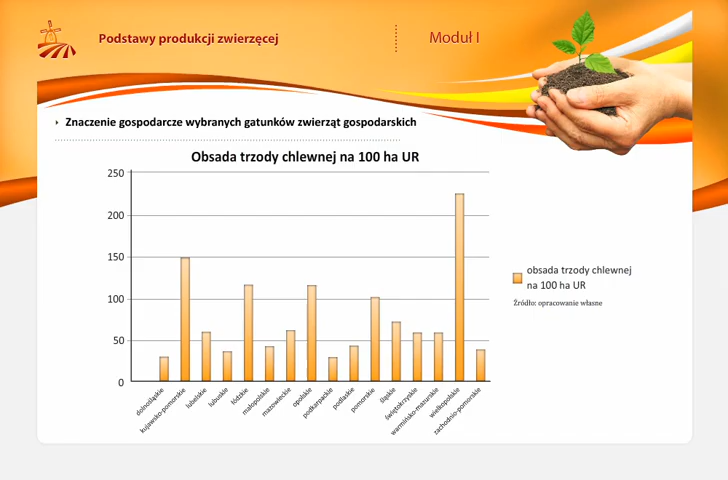 Podstawy produkcji zwierzęcej
Moduł I
Znaczenie gospodarcze wybranych gatunków zwierząt gospodarskich
Obsada trzody chlewnej na 100 ha UR
250
200
150
100
50
0
dolnośląskie
kujawsko-pomorskie
lubelskie
lubuskie
łódzkie
małopolskie
mazowieckie
opolskie
podkarpackie
podlaskie
pomorskie
śląskie
świętokrzyskie
warmińsko-mazurskie
wielkopolskie
zachodnio-pomorskie
obsada trzody chlewnej
na 100 ha UR
Źródło: opracowanie własne